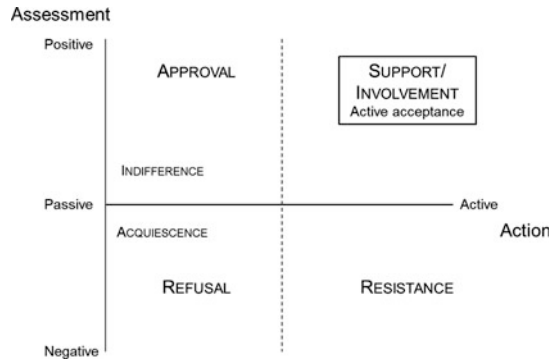 Assessment
Positive
APPROVAL
SUPPORT/
INVOLVEMENT
Active acceptance
INDIFFERENCE
Passive
Active
ACQUIESCENCE
Action
REFUSAL
RESISTANCE
Negative